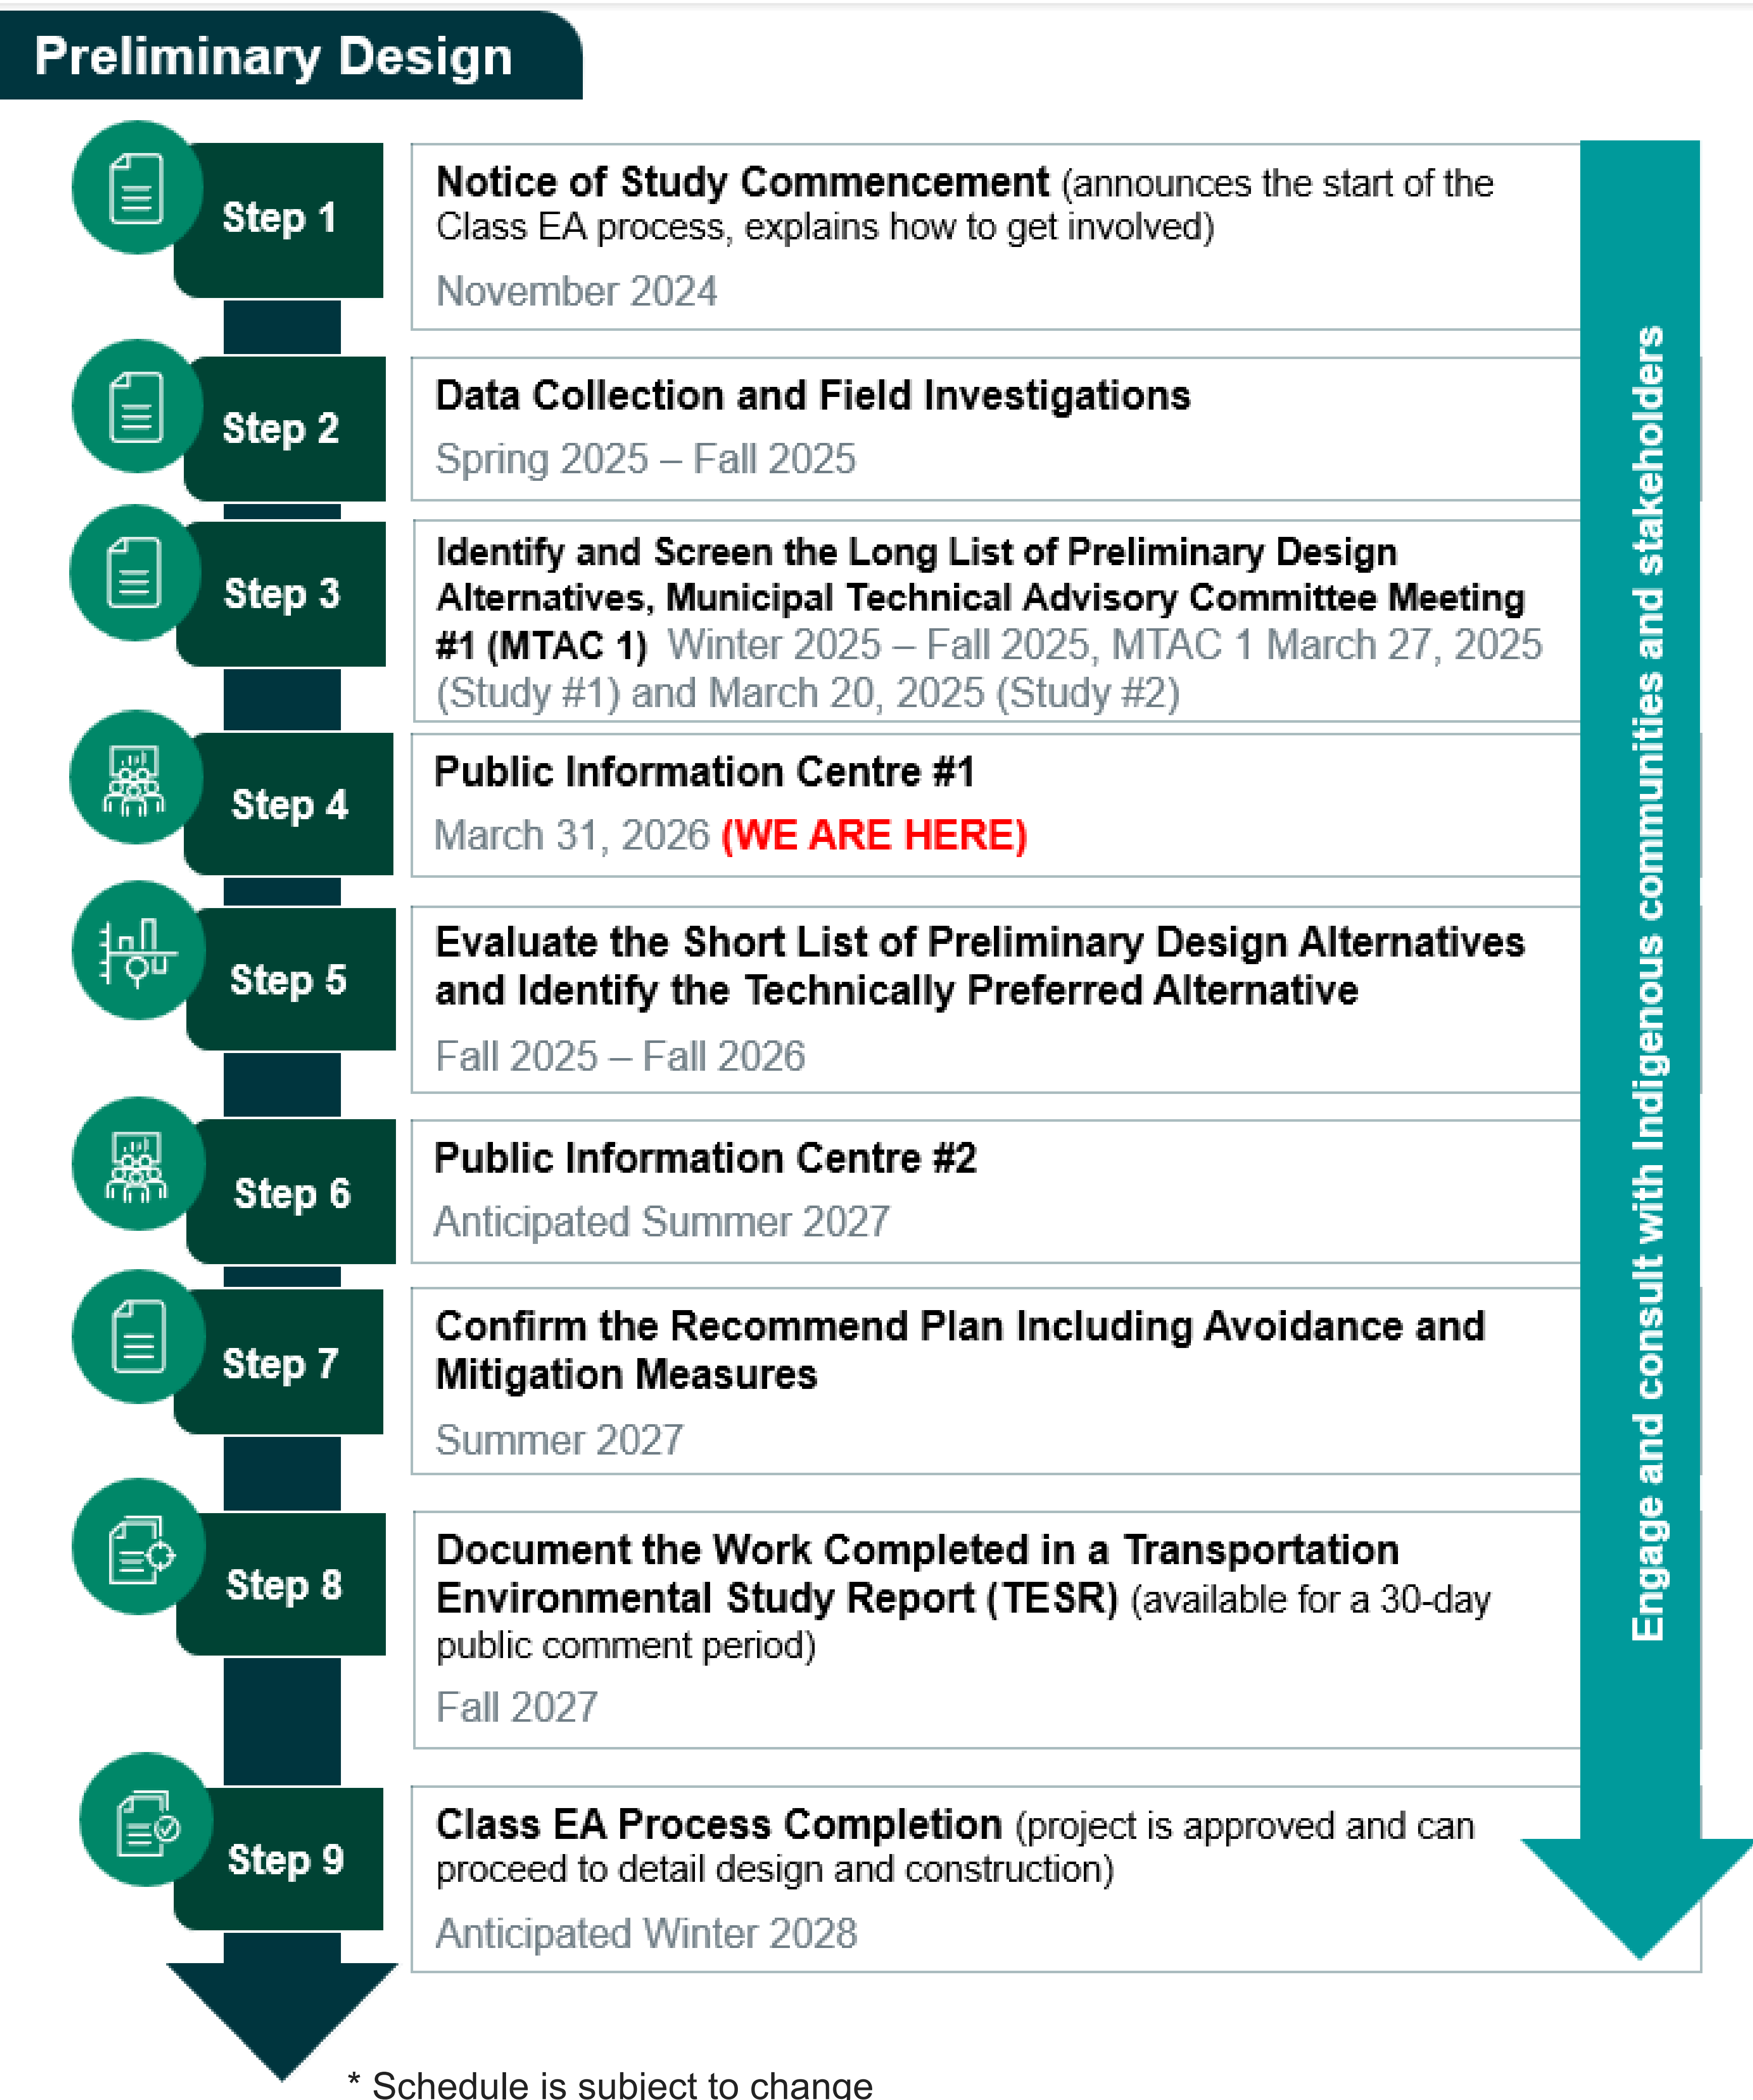 Preliminary Design
Step 1
Notice of Study Commencement (announces the start of the
Class EA process, explains how to get involved)
November 2024
Step 2
Data Collection and Field Investigations
Spring 2025 – Fall 2025
Step 3
Identify and Screen the Long List of Preliminary Design
Alternatives, Municipal Technical Advisory Committee Meeting
#1 (MTAC 1) Winter 2025 – Fall 2025, MTAC 1 March 27, 2025
(Study #1) and March 20, 2025 (Study #2)
Step 4
Public Information Centre #1
March 31, 2026 (WE ARE HERE)
Step 5
Evaluate the Short List of Preliminary Design Alternatives
and Identify the Technically Preferred Alternative
Fall 2025 – Fall 2026
Step 6
Public Information Centre #2
Anticipated Summer 2027
Step 7
Confirm the Recommend Plan Including Avoidance and
Mitigation Measures
Summer 2027
Step 8
Document the Work Completed in a Transportation
Environmental Study Report (TESR) (available for a 30-day
public comment period)
Fall 2027
Step 9
Class EA Process Completion (project is approved and can
proceed to detail design and construction)
Anticipated Winter 2028
Engage and consult with Indigenous communities and stakeholders
* Schedule is subject to change